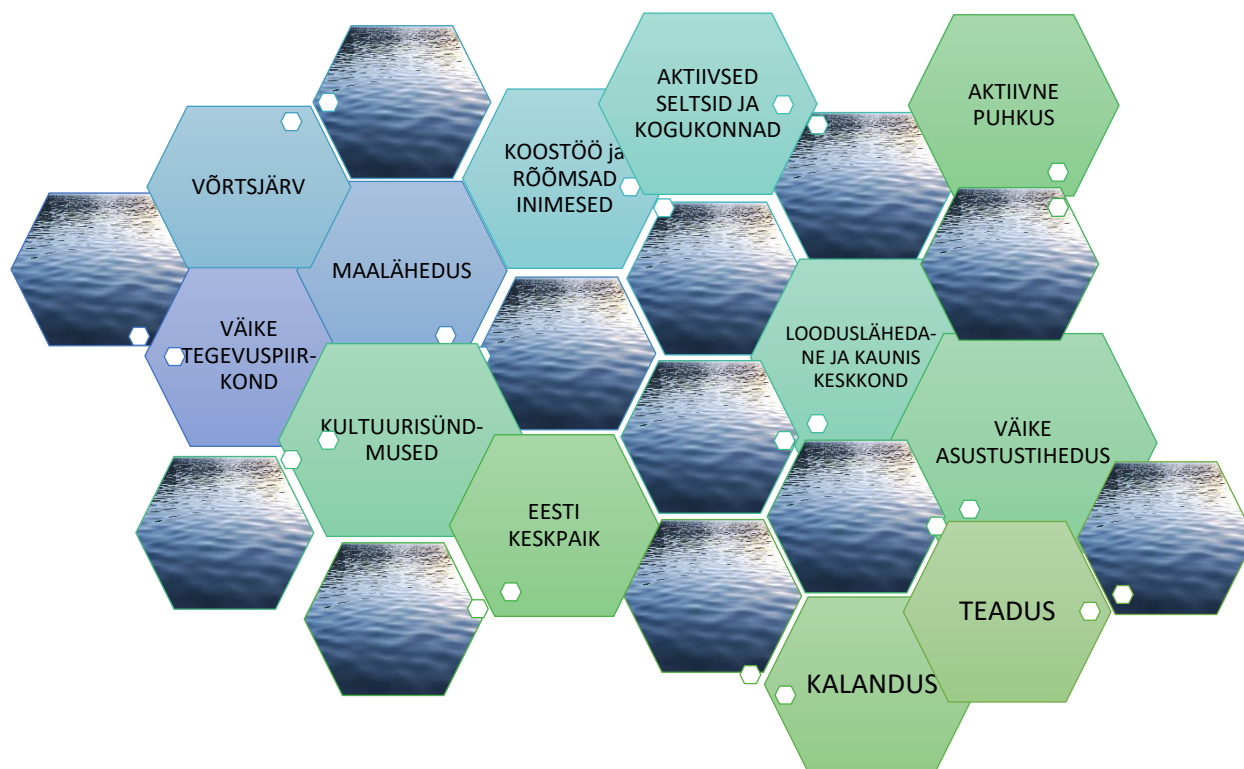 AKTIIVSED
SELTSID JA
KOGUKONNAD
AKTIIVNE
PUHKUS
KOOSTÖÖ ja
RÕÕMSAD
INIMESED
VÕRTSJÄRV
MAALÄHEDUS
VÄIKE
TEGEVUSPIIR-
KOND
LOODUSLÄHEDA-
NE JA KAUNIS
KESKKOND
KULTUURISÜND-
MUSED
VÄIKE
ASUSTUSTIHEDUS
EESTI
KESKPAIK
TEADUS
KALANDUS